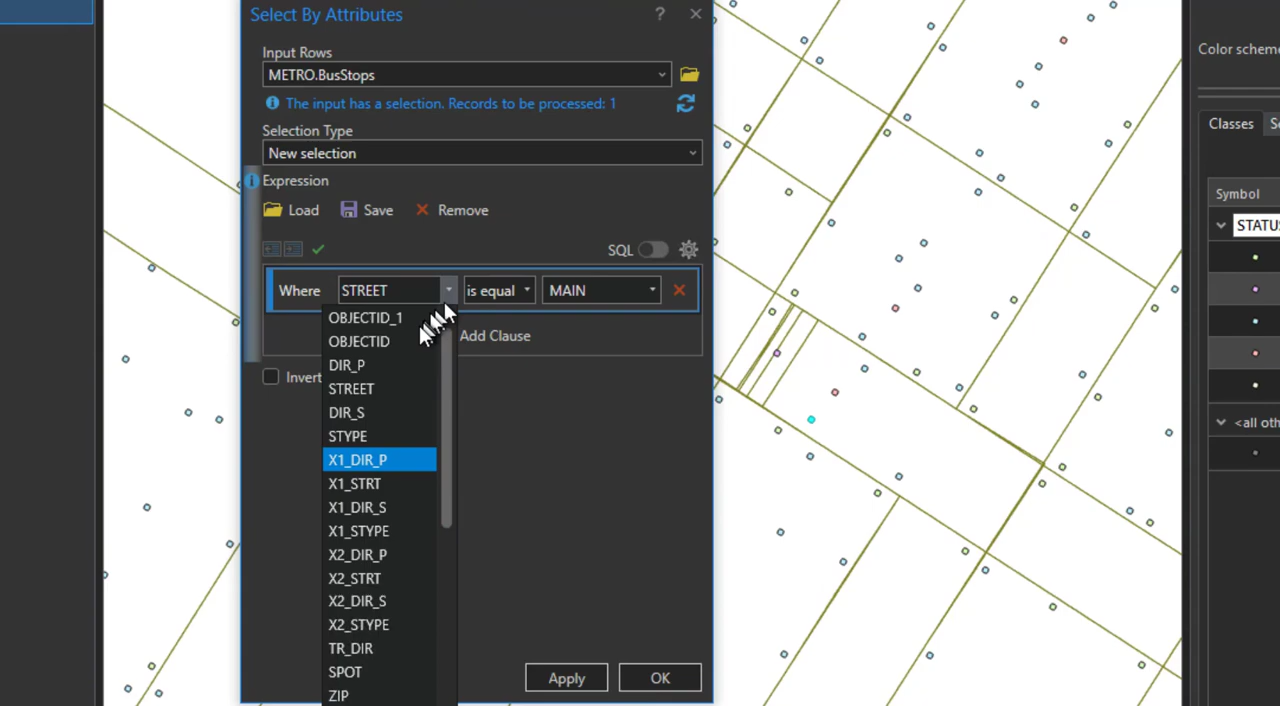 Select By Attributes
?
Input Rows
METRO.BusStops
The input has a selection. Records to be processed: 1
Selection Type
New selection
Expression
Load Save Remove
SQL
Where STREET is equal MAIN
Add Clause
OBJECTID_1
OBJECTID
DIR_P
Invert
STREET
DIR_S
STYPE
X1_DIR_P
X1_STRT
X1_DIR_S
X1_STYPE
X2_DIR_P
X2_STRT
X2_DIR_S
X2_STYPE
TR_DIR
SPOT
ZIP
Apply OK
Color scheme
Classes
Symbol
STATUS
<all oth